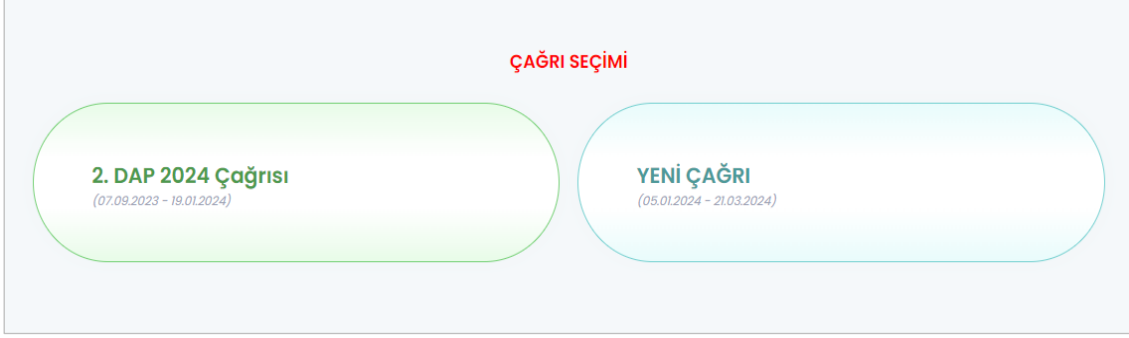 ÇAĞRI SEÇİMİ
2. DAP 2024 Çağrısı
(07.09.2023 - 19.01.2024)
YENİ ÇAĞRI
(05.01.2024 - 21.03.2024)